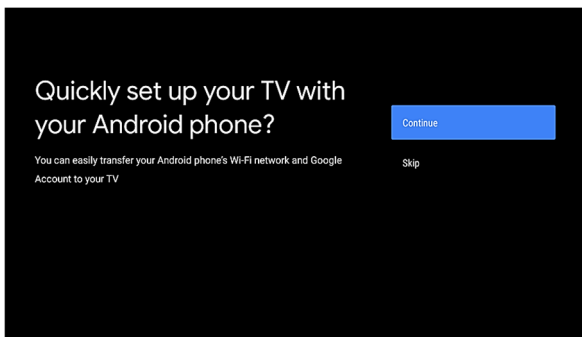 Quickly set up your TV with
your Android phone?
You can easily transfer your Android phone's Wi-Fi network and Google
Account to your TV
Continue
Skip